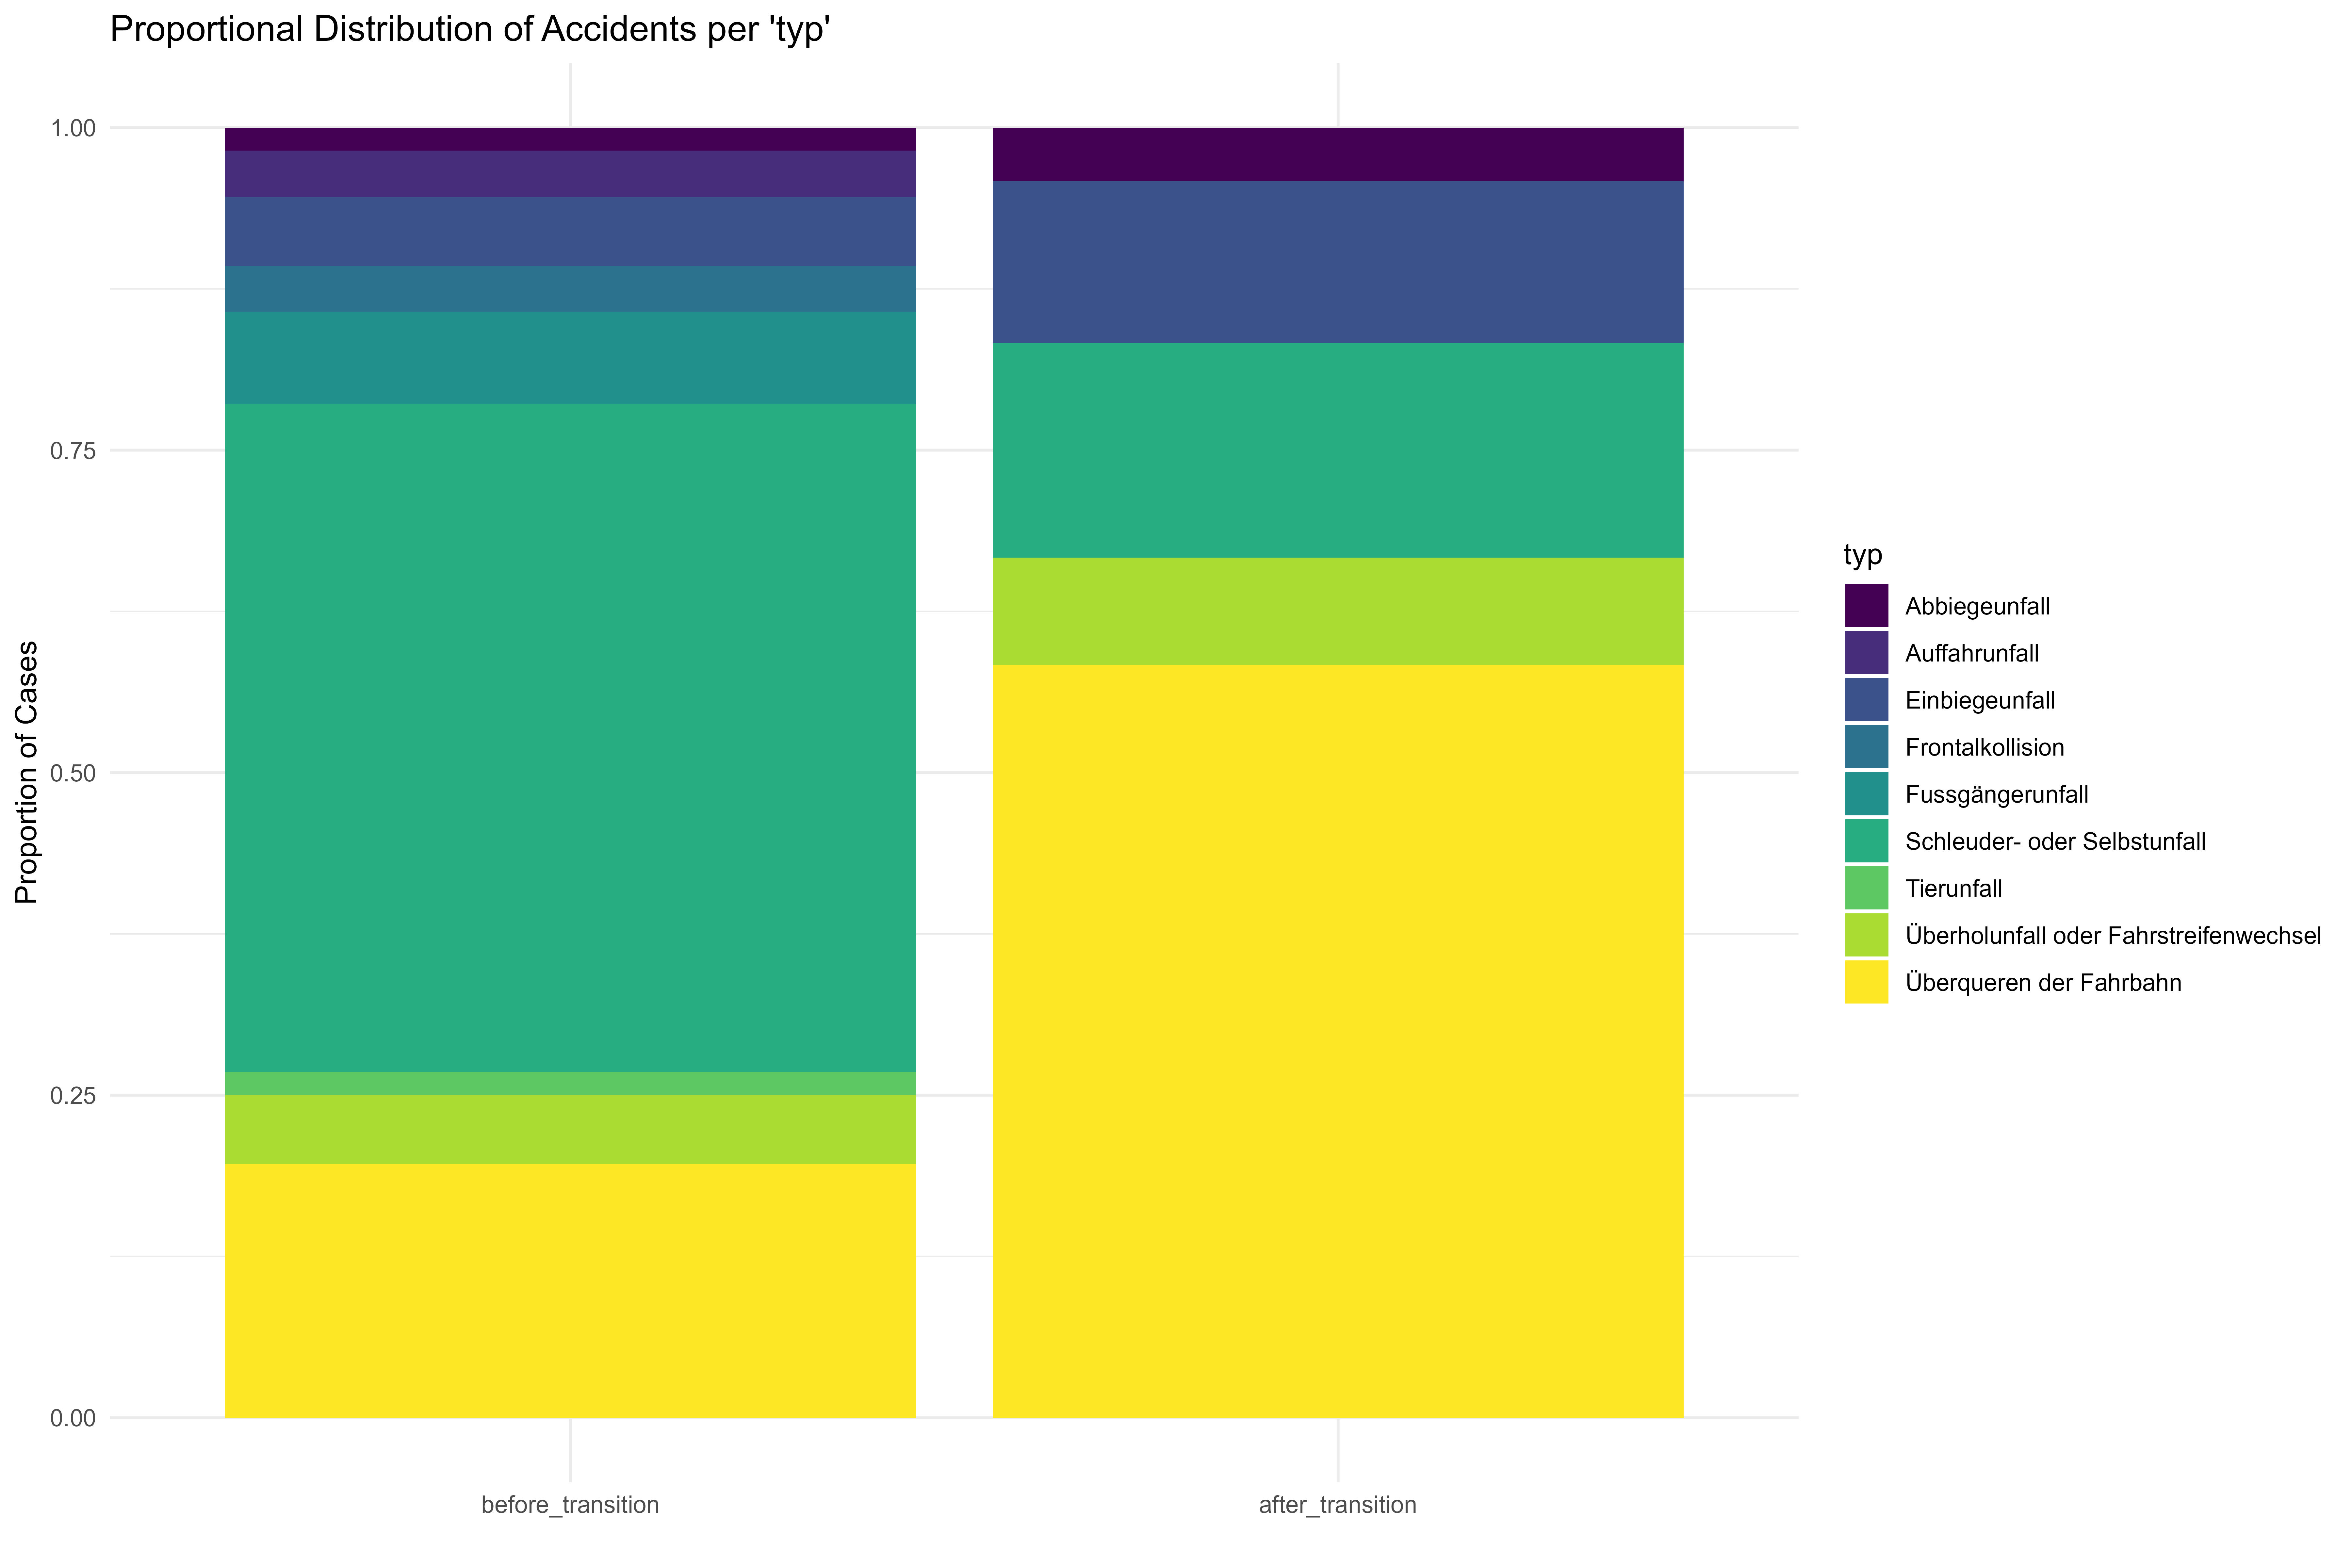 Proportional Distribution of Accidents per 'typ'
Proportion of Cases
1.00
0.75
0.50
0.25
0.00
before_transition
after_transition
typ
Abbiegeunfall
Auffahrunfall
Einbiegeunfall
Frontalkollision
Fussgängerunfall
Schleuder- oder Selbstunfall
Tierunfall
Überholunfall oder Fahrstreifenwechsel
Überqueren der Fahrbahn